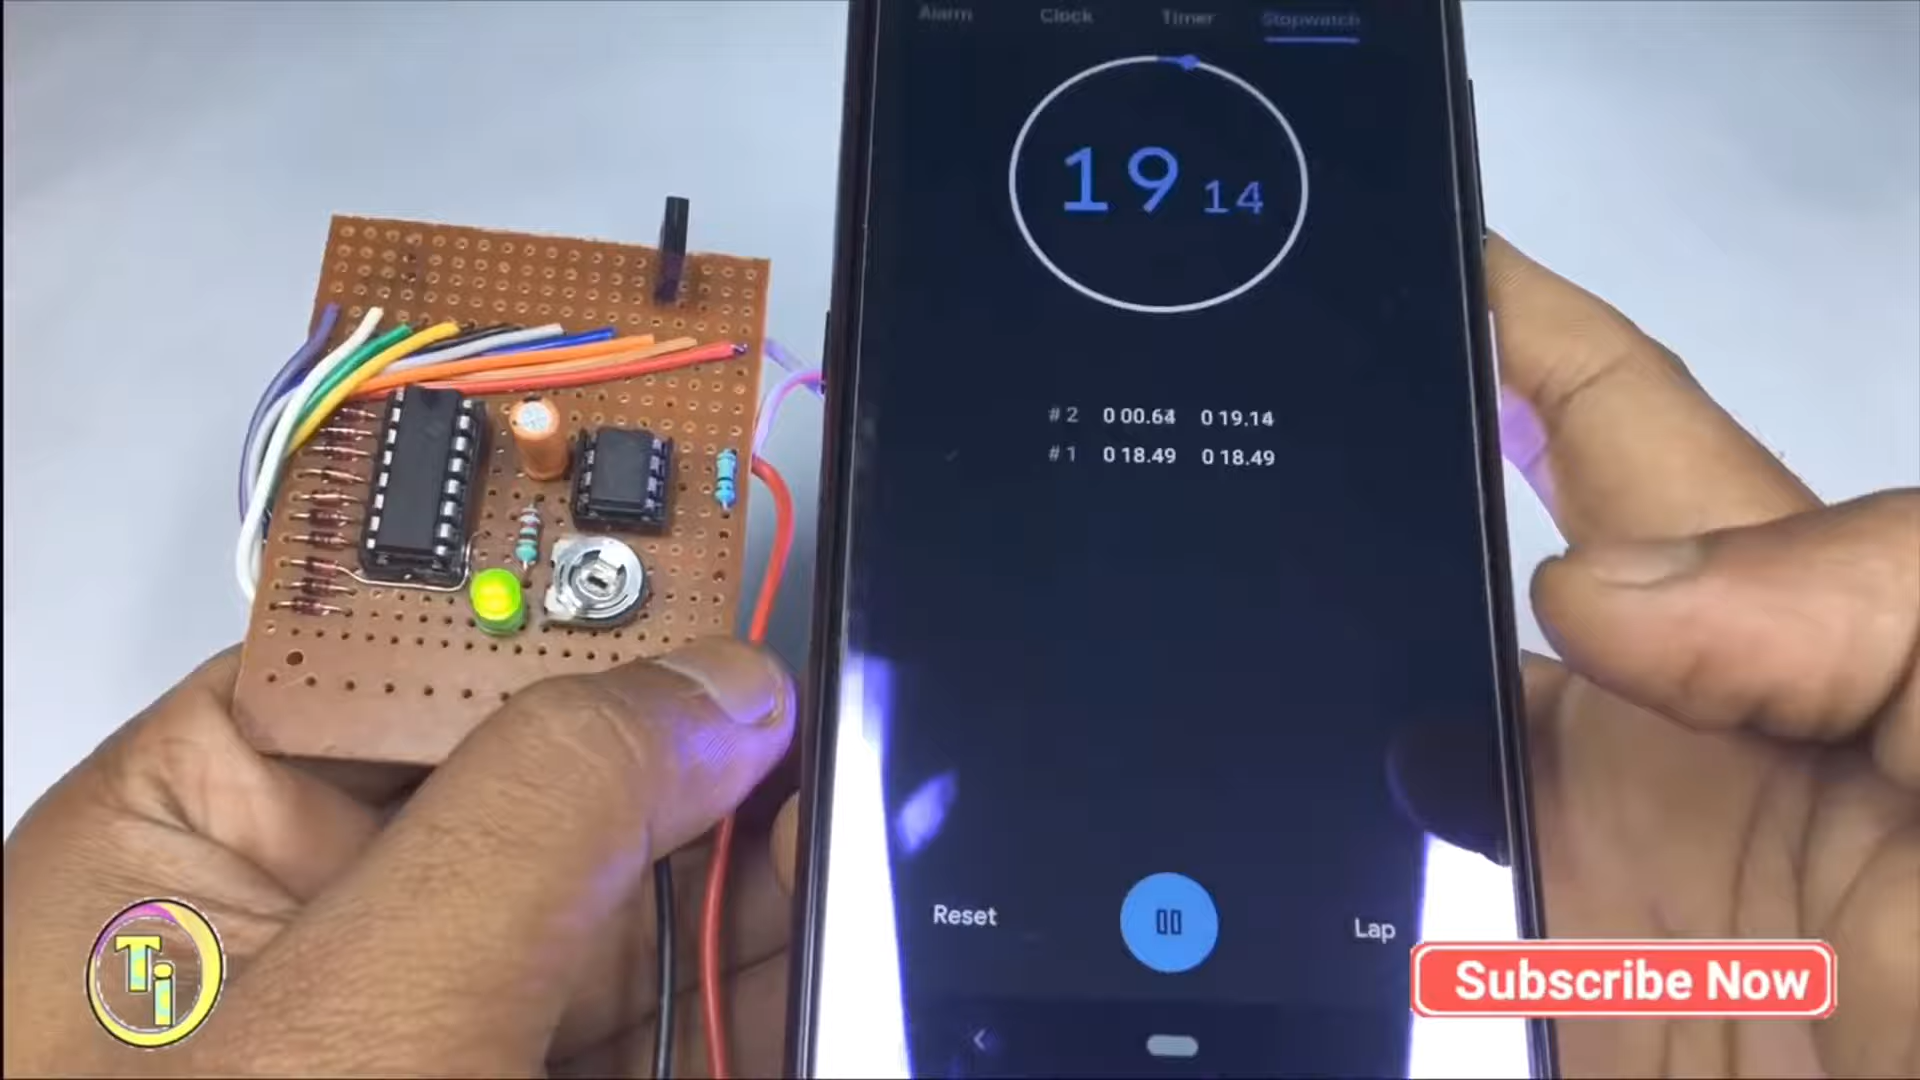 Alarm Clock Timer Stopwatch
19 14
# 2 0 00.64 0 19.14
# 1 0 18.49 0 18.49
Reset Lap
Subscribe Now
Ti